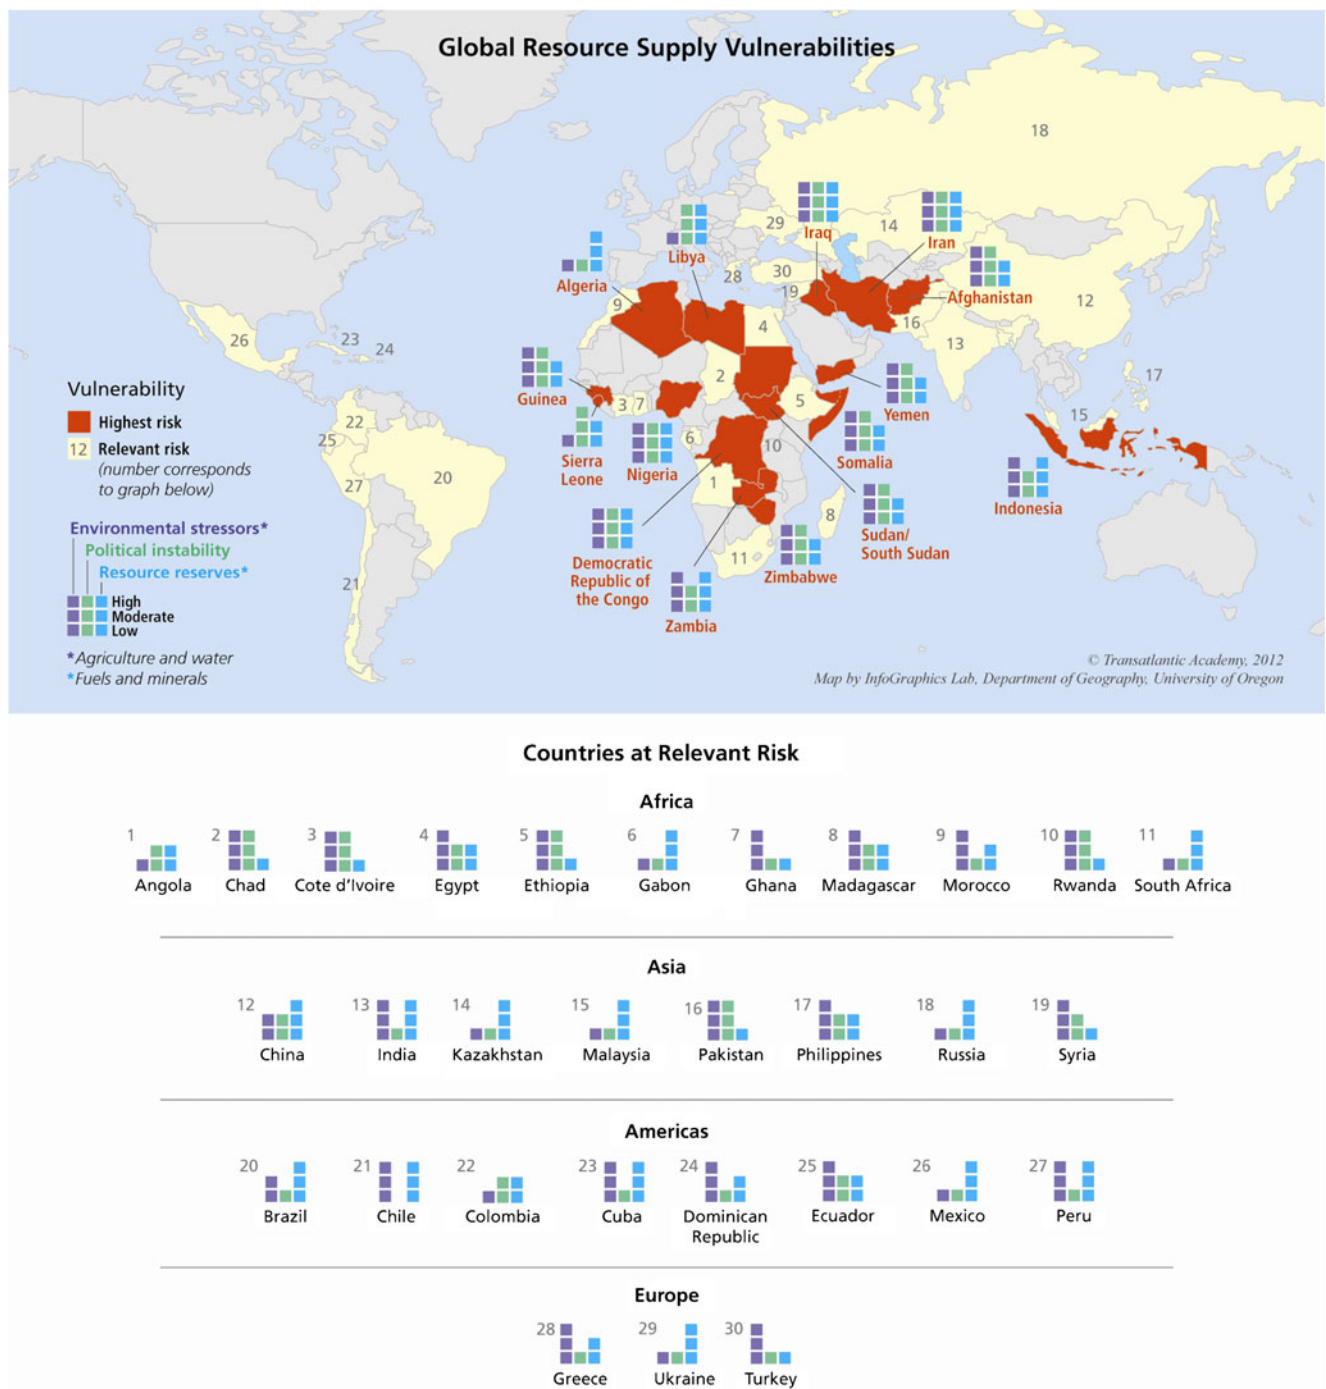 Global Resource Supply Vulnerabilities
18
29
Iraq
14
Iran
Libya
Algeria
28
30
19
Afghanistan
12
9
4
16
13
26
23
24
2
17
Vulnerability
Highest risk
12 Relevant risk
(number corresponds
to graph below)
Guinea
3
7
5
Yemen
22
25
6
10
15
Sierra
Leone
Nigeria
Somalia
27
20
1
8
Indonesia
Environmental stressors*
Political instability
Resource reserves*
High
Moderate
Low
*Agriculture and water
*Fuels and minerals
21
11
Democratic
Republic of
the Congo
Zambia
Zimbabwe
Sudan/
South Sudan
© Transatlantic Academy, 2012
Map by InfoGraphics Lab, Department of Geography, University of Oregon
Countries at Relevant Risk
Africa
1 2 3 4 5 6 7 8 9 10 11
Angola Chad Cote d'Ivoire Egypt Ethiopia Gabon Ghana Madagascar Morocco Rwanda South Africa
Asia
12 13 14 15 16 17 18 19
China India Kazakhstan Malaysia Pakistan Philippines Russia Syria
Americas
20 21 22 23 24 25 26 27
Brazil Chile Colombia Cuba Dominican Ecuador Mexico Peru
Republic
Europe
28 29 30
Greece Ukraine Turkey